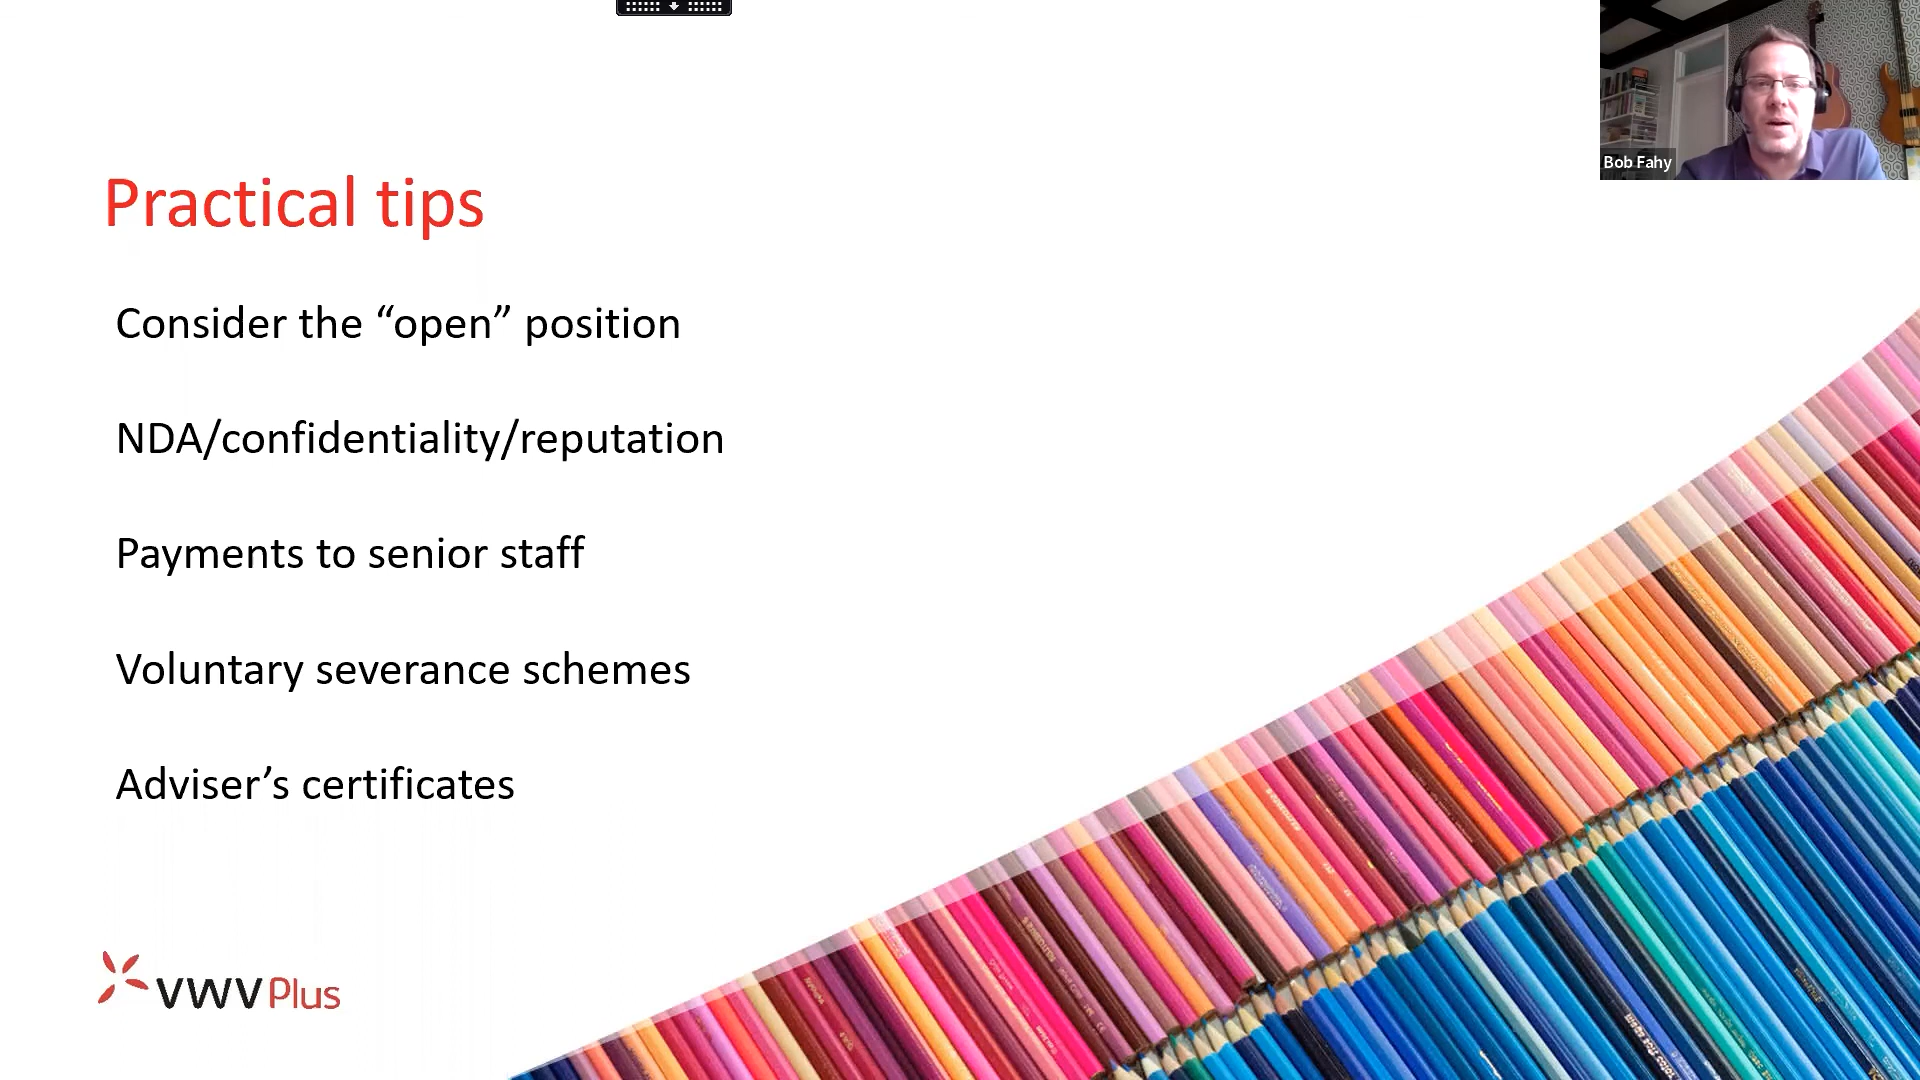 Bob Fahy
Practical tips
Consider the “open” position
NDA/confidentiality/reputation
Payments to senior staff
Voluntary severance schemes
Adviser’s certificates
VWV Plus